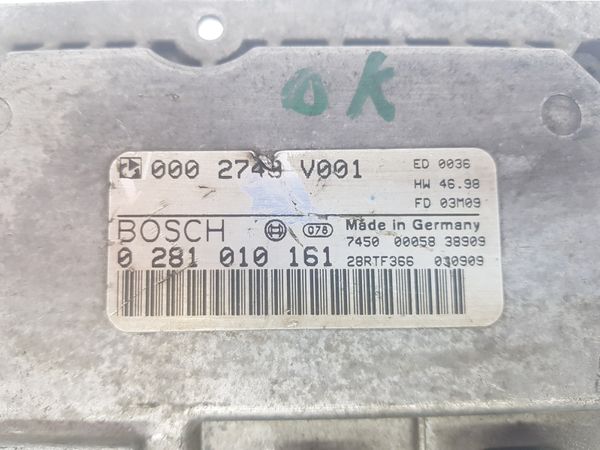 OK
000 2749 V001
ED 0036
HW 46.98
FD 03M09
BOSCH 078 Made in Germany
7450 00058 38909
0 281 010 161
28RTF366 030909